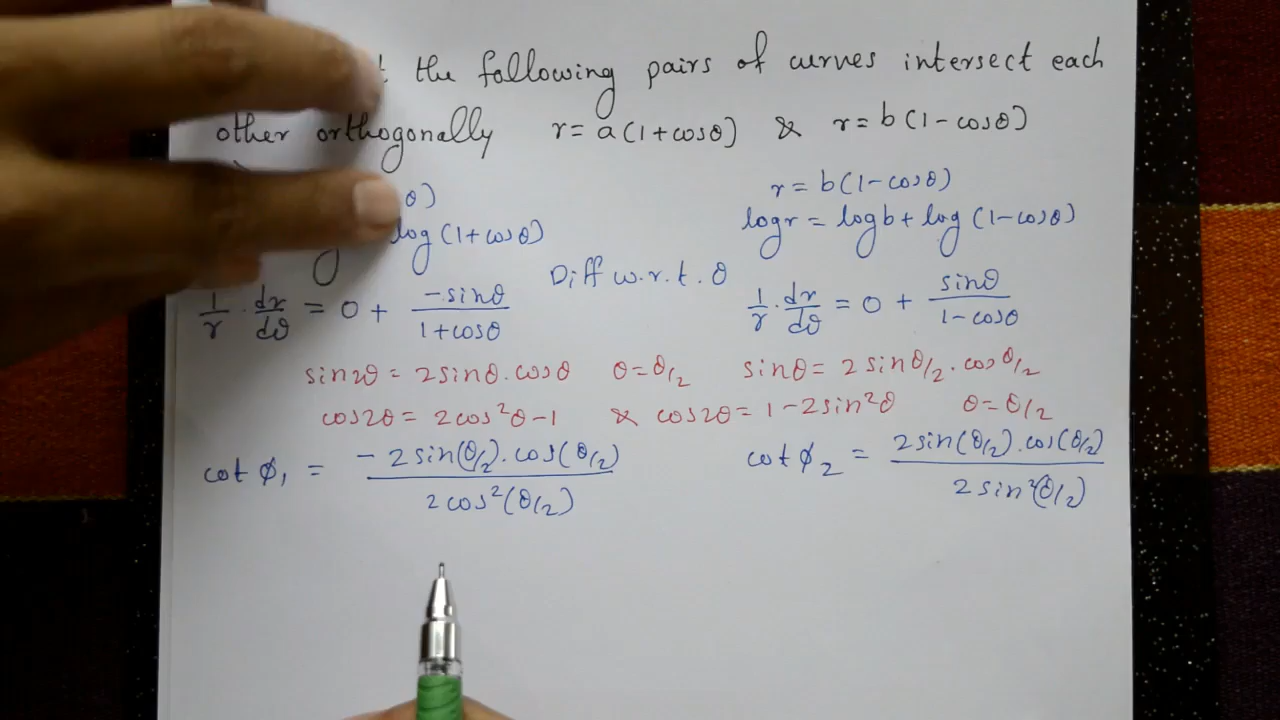 the following pairs of curves intersect each
other orthogonally r = a(1+cosθ) & r = b(1-cosθ)
θ) r = b(1-cosθ)
log(1+cosθ) logr = logb + log(1-cosθ)
Diff w.r.t. θ
1/r · dr/dθ = 0 + -sinθ/1+cosθ 1/r · dr/dθ = 0 + sinθ/1-cosθ
sin2θ = 2sinθ.cosθ θ=θ/2 sinθ = 2sinθ/2.cosθ/2
cos2θ = 2cos²θ-1 & cos2θ = 1-2sin²θ θ=θ/2
cot ϕ₁ = -2sin(θ/2).cos(θ/2)/2cos²(θ/2) cot ϕ₂ = 2sin(θ/2).cos(θ/2)/2sin²(θ/2)